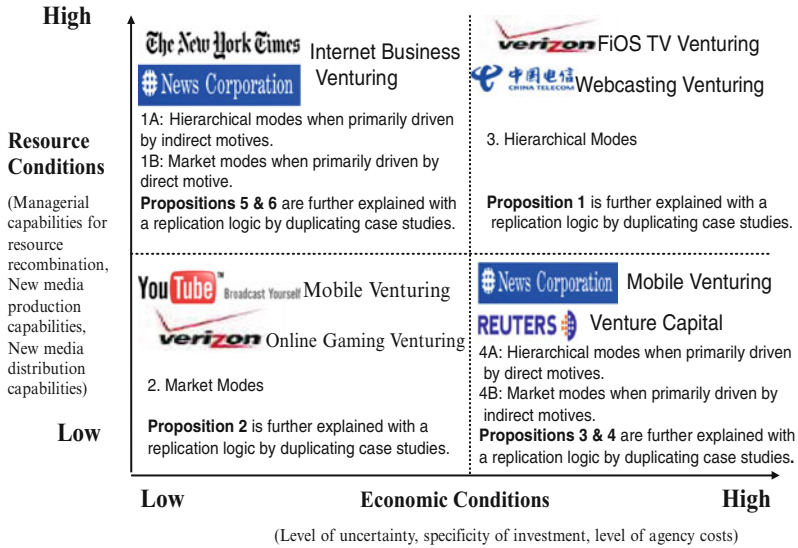 High
The New York Times
Internet Business
News Corporation
Venturing
1A: Hierarchical modes when primarily driven
by indirect motives.
1B: Market modes when primarily driven by
direct motive.
Propositions 5 & 6 are further explained with
a replication logic by duplicating case studies.
verizon FiOS TV Venturing
中国电信
CHINA TELECOM
Webcasting Venturing
3. Hierarchical Modes
Proposition 1 is further explained with a
replication logic by duplicating case studies.
Resource
Conditions
(Managerial
capabilities for
resource
recombination,
New media
production
capabilities,
New media
distribution
capabilities)
YouTube™ Broadcast Yourself Mobile Venturing
verizon Online Gaming Venturing
2. Market Modes
Proposition 2 is further explained with a
replication logic by duplicating case studies.
News Corporation Mobile Venturing
REUTERS Venture Capital
4A: Hierarchical modes when primarily driven
by direct motives.
4B: Market modes when primarily driven by
indirect motives.
Propositions 3 & 4 are further explained with
a replication logic by duplicating case studies.
Low
Low Economic Conditions High
(Level of uncertainty, specificity of investment, level of agency costs)